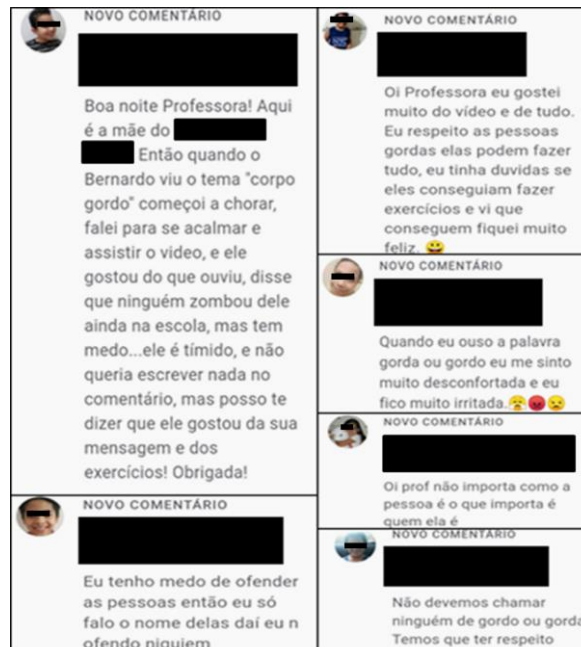 NOVO COMENTÁRIO
Boa noite Professora! Aqui
é a mãe do
Então quando o
Bernardo viu o tema "corpo
gordo" começoi a chorar,
falei para se acalmar e
assistir o video, e ele
gostou do que ouviu, disse
que ninguém zombou dele
ainda na escola, mas tem
medo...ele é tímido, e não
queria escrever nada no
comentário, mas posso te
dizer que ele gostou da sua
mensagem e dos
exercícios! Obrigada!
NOVO COMENTÁRIO
Eu tenho medo de ofender
as pessoas então eu só
falo o nome delas daí eu n
ofendo niguiem
NOVO COMENTÁRIO
Oi Professora eu gostei
muito do vídeo e de tudo.
Eu respeito as pessoas
gordas elas podem fazer
tudo, eu tinha duvidas se
eles conseguiam fazer
exercícios e vi que
conseguem fiquei muito
feliz. 😀
NOVO COMENTÁRIO
Quando eu ouso a palavra
gorda ou gordo eu me sinto
muito desconfortada e eu
fico muito irritada.😤😡😠
NOVO COMENTÁRIO
Oi prof não importa como a
pessoa é o que importa é
quem ela é
NOVO COMENTÁRIO
Não devemos chamar
ninguém de gordo ou gorda
Temos que ter respeito